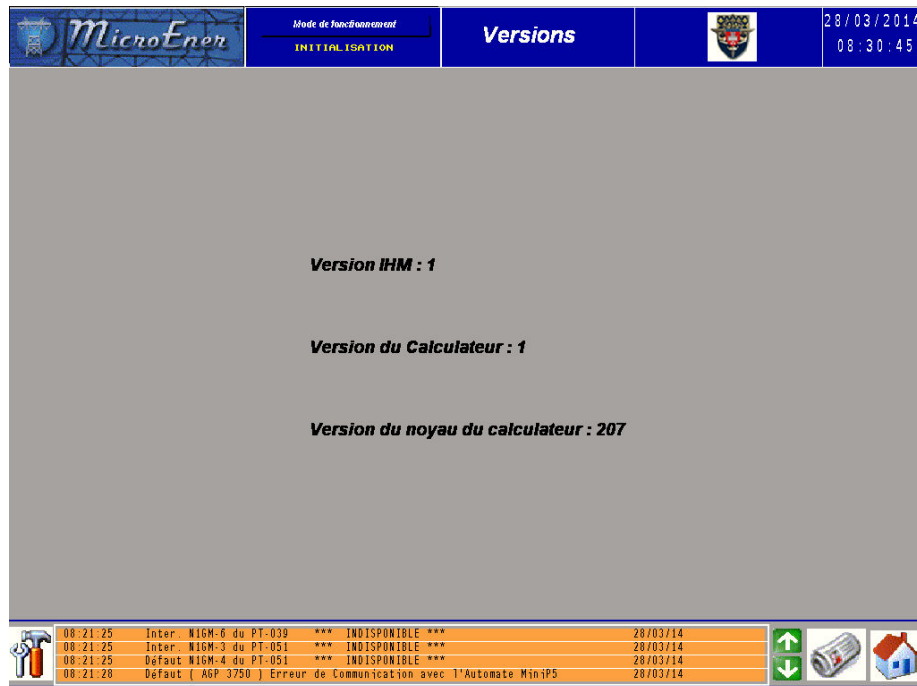 MicroEner
Mode de fonctionnement
INITIALISATION
Versions
28/03/2014
08:30:45
Version IHM : 1
Version du Calculateur : 1
Version du noyau du calculateur : 207
08:21:25 Inter. N16M-6 du PT-039 *** INDISPONIBLE *** 28/03/14
08:21:25 Inter. N16M-3 du PT-051 *** INDISPONIBLE *** 28/03/14
08:21:25 Défaut N16M-4 du PT-051 *** INDISPONIBLE *** 28/03/14
08:21:28 Défaut ( AGP 3750 ) Erreur de Communication avec l'Automate MiniP5 28/03/14